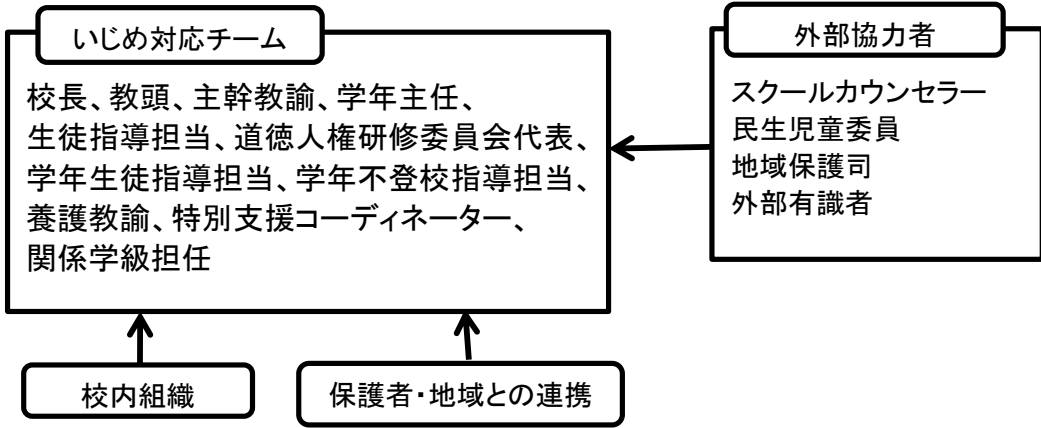 いじめ対応チーム
校長、教頭、主幹教諭、学年主任、
生徒指導担当、道徳人権研修委員会代表、
学年生徒指導担当、学年不登校指導担当、
養護教諭、特別支援コーディネーター、
関係学級担任
外部協力者
スクールカウンセラー
民生児童委員
地域保護司
外部有識者
校内組織
保護者・地域との連携